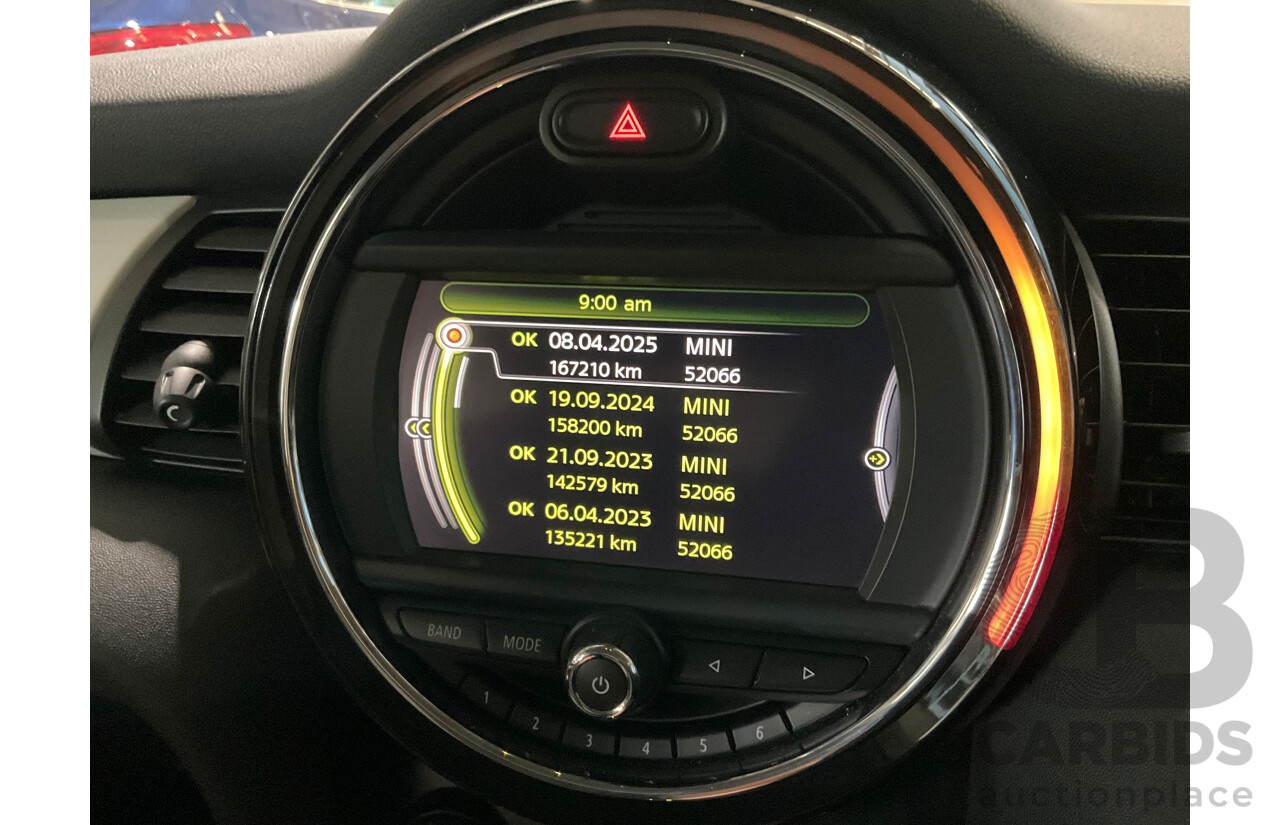 9:00 am
OK 08.04.2025 MINI
167210 km 52066
OK 19.09.2024 MINI
158200 km 52066
OK 21.09.2023 MINI
142579 km 52066
OK 06.04.2023 MINI
135221 km 52066
BAND MODE
1 2 3 4 5 6
B
CARBIDS
auctionplace